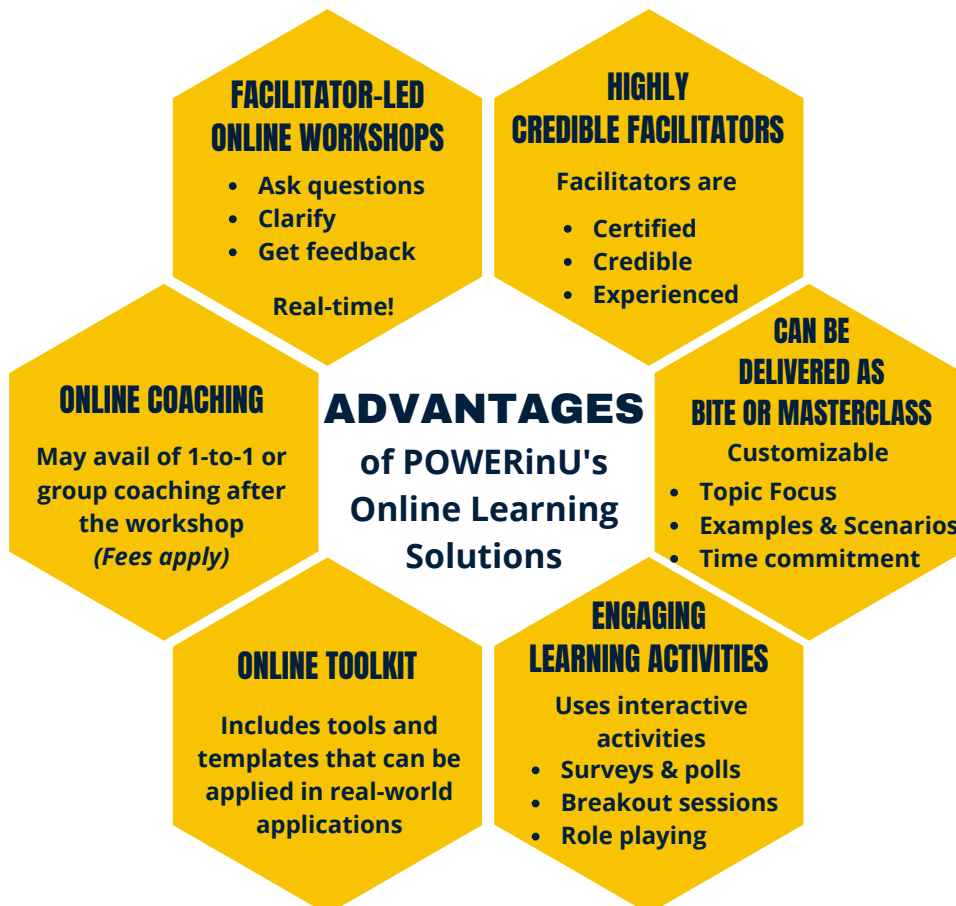 FACILITATOR-LED
ONLINE WORKSHOPS
• Ask questions
• Clarify
• Get feedback
Real-time!
HIGHLY
CREDIBLE FACILITATORS
Facilitators are
• Certified
• Credible
• Experienced
ONLINE COACHING
May avail of 1-to-1 or
group coaching after
the workshop
(Fees apply)
ADVANTAGES
of POWERinU's
Online Learning
Solutions
CAN BE
DELIVERED AS
BITE OR MASTERCLASS
Customizable
• Topic Focus
• Examples & Scenarios
• Time commitment
ONLINE TOOLKIT
Includes tools and
templates that can be
applied in real-world
applications
ENGAGING
LEARNING ACTIVITIES
Uses interactive
activities
• Surveys & polls
• Breakout sessions
• Role playing